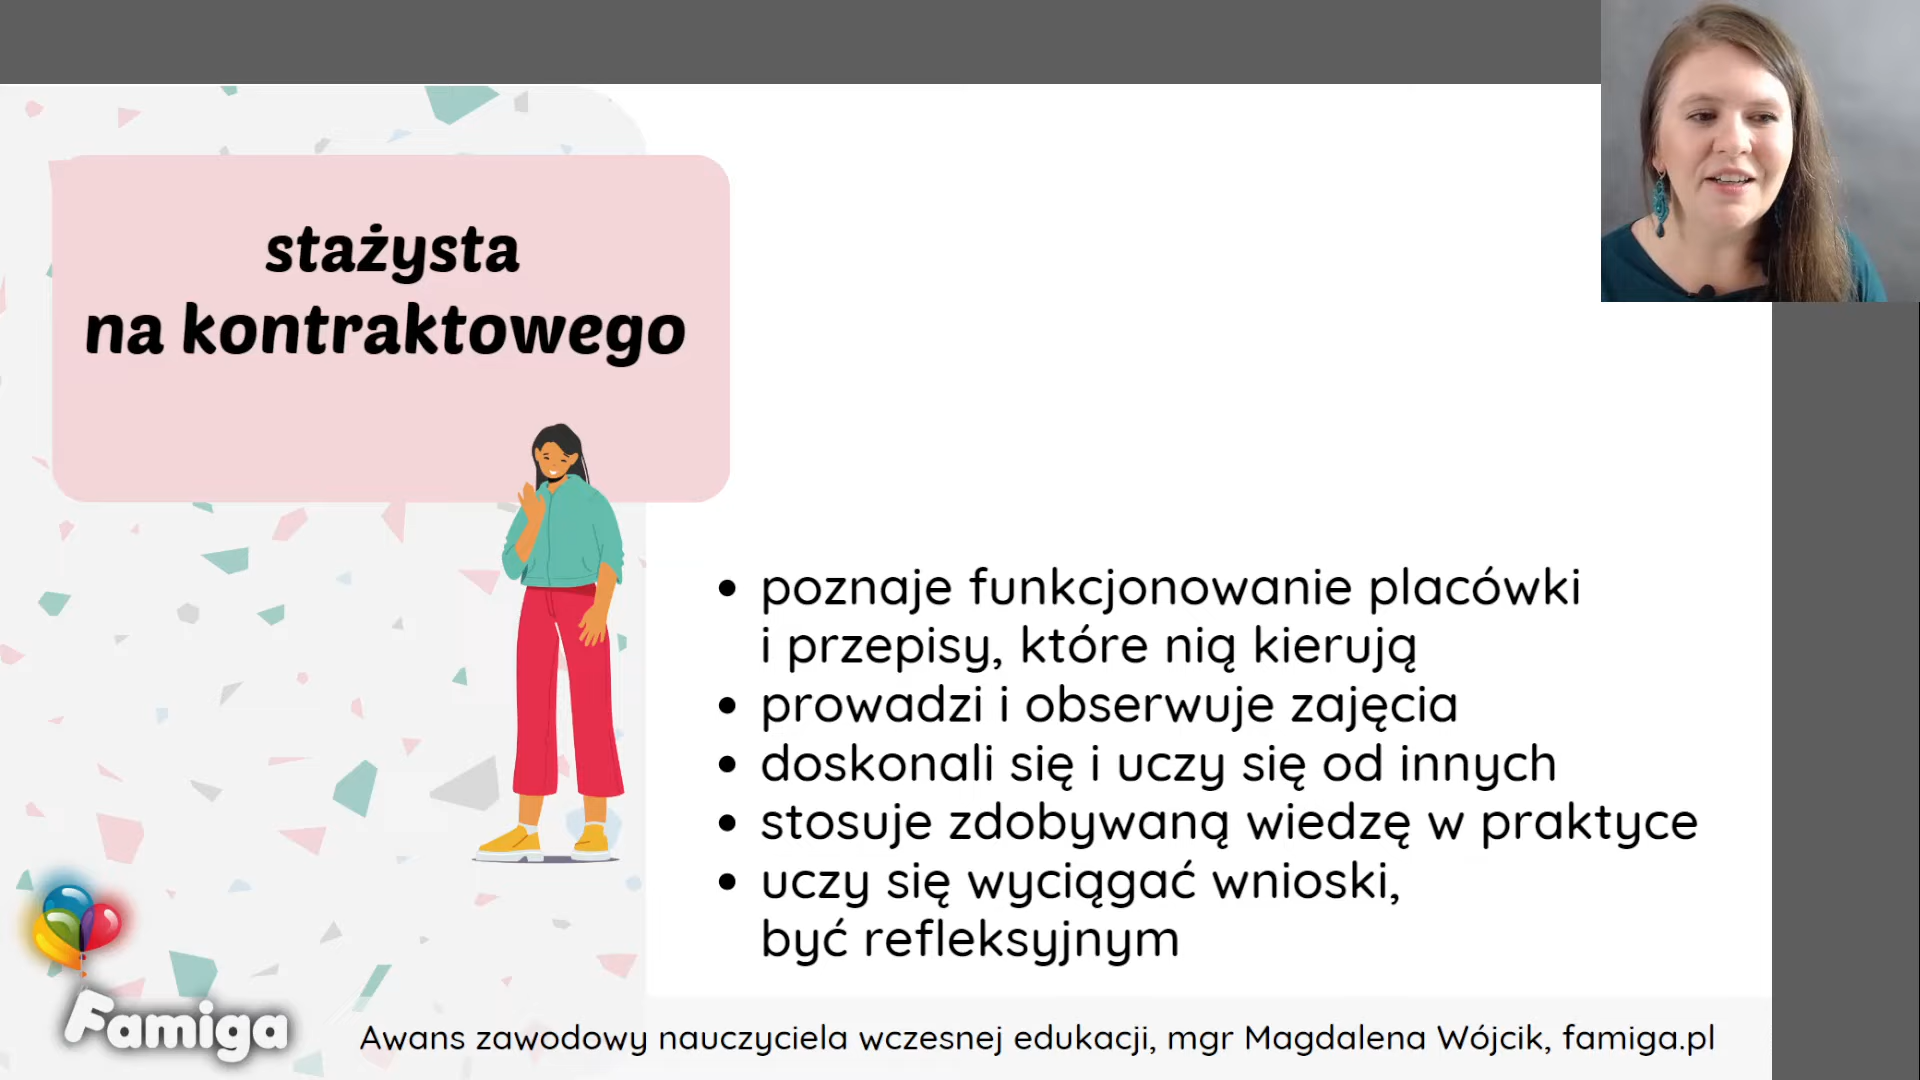 stażysta
na kontraktowego
• poznaje funkcjonowanie placówki
i przepisy, które nią kierują
• prowadzi i obserwuje zajęcia
• doskonali się i uczy się od innych
• stosuje zdobywaną wiedzę w praktyce
• uczy się wyciągać wnioski,
być refleksyjnym
Famiga
Awans zawodowy nauczyciela wczesnej edukacji, mgr Magdalena Wójcik, famiga.pl